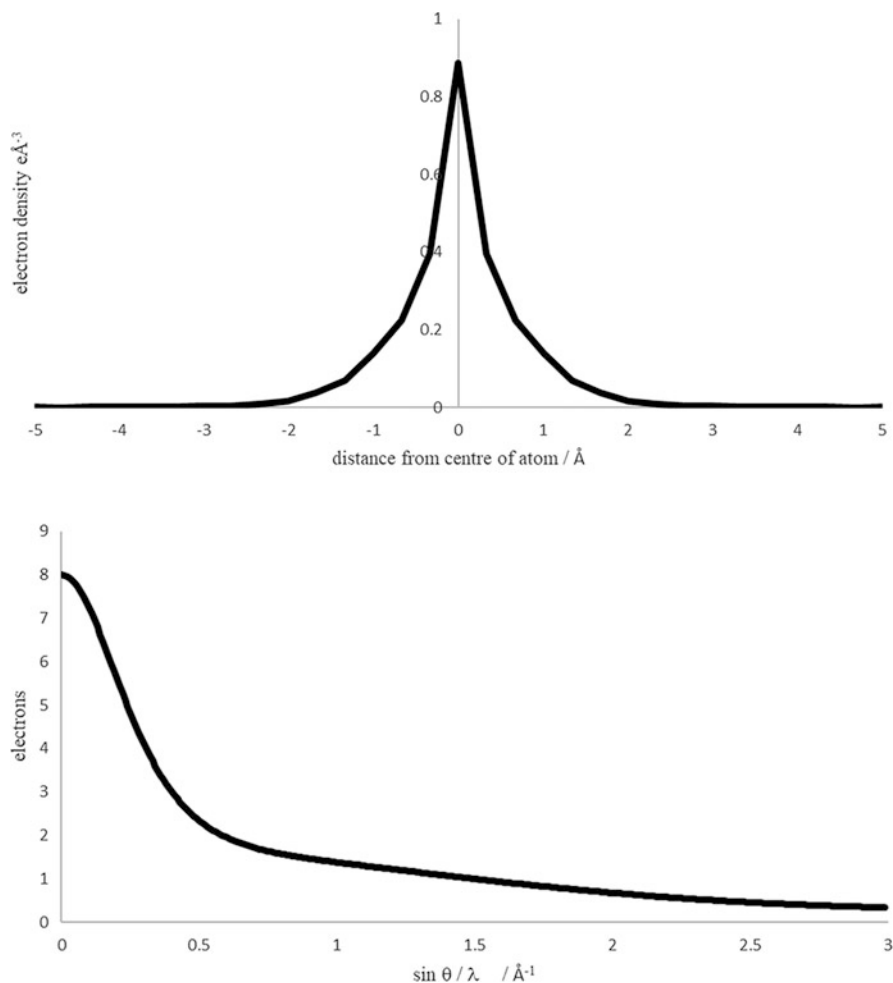 1
0.8
0.6
0.4
0.2
0
electron density eÅ-3
-5 -4 -3 -2 -1 0 1 2 3 4 5
distance from centre of atom / Å
9
8
7
6
5
4
3
2
1
0
electrons
0 0.5 1 1.5 2 2.5 3
sin θ / λ / Å-1